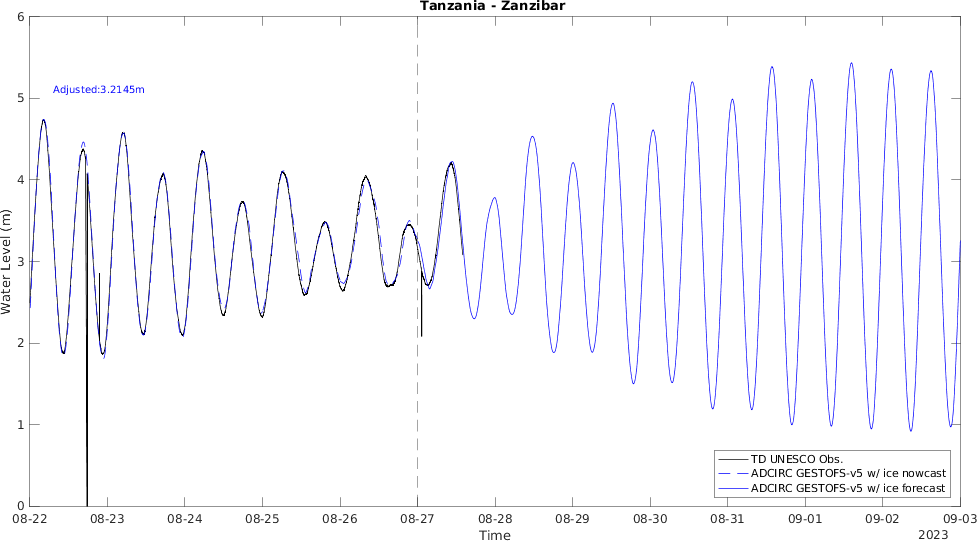 Tanzania - Zanzibar
Water Level (m)
6
5
4
3
2
1
0
Adjusted:3.2145m
TD UNESCO Obs.
ADCIRC GESTOFS-v5 w/ ice nowcast
ADCIRC GESTOFS-v5 w/ ice forecast
08-22 08-23 08-24 08-25 08-26 08-27 08-28 08-29 08-30 08-31 09-01 09-02 09-03
2023
Time